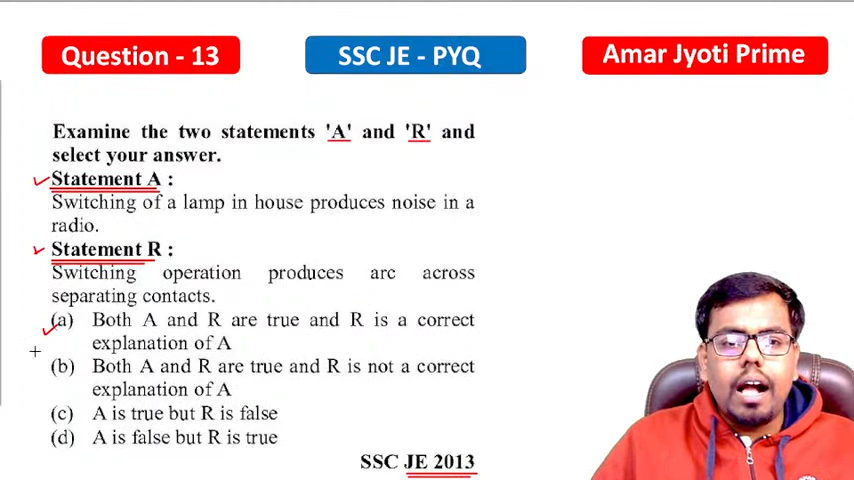 Question - 13
SSC JE - PYQ
Amar Jyoti Prime
Examine the two statements 'A' and 'R' and
select your answer.
Statement A :
Switching of a lamp in house produces noise in a
radio.
Statement R :
Switching operation produces arc across
separating contacts.
(a) Both A and R are true and R is a correct
explanation of A
(b) Both A and R are true and R is not a correct
explanation of A
(c) A is true but R is false
(d) A is false but R is true
SSC JE 2013